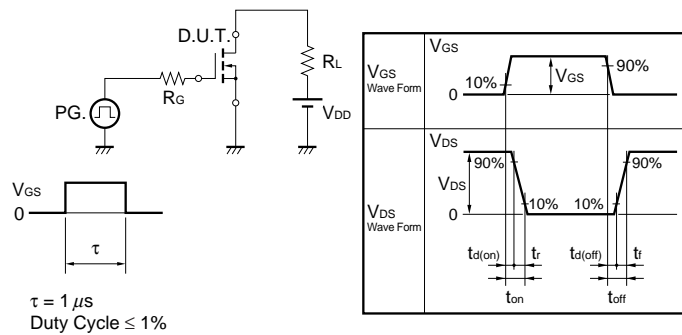 D.U.T.
RL
RG
PG.
VDD
VGS
0
τ
τ = 1 μs
Duty Cycle ≤ 1%
VGS
Wave Form
VGS
10%
VGS
90%
0
VDS
Wave Form
VDS
90%
VDS
10%
10%
90%
0
td(on)
tr
td(off)
tf
ton
toff